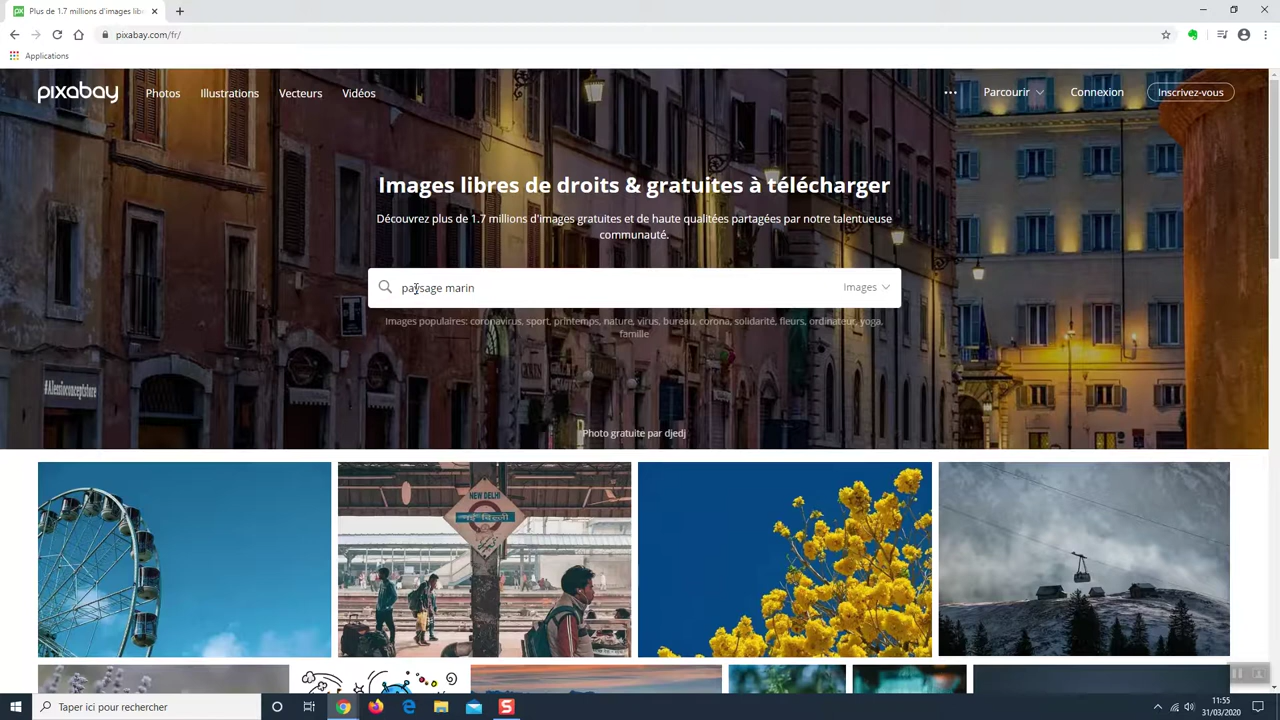 Plus de 1.7 millions d'images lib
pixabay.com/fr/
Applications
pixabay
Photos
Illustrations
Vecteurs
Vidéos
Parcourir
Connexion
Inscrivez-vous
Images libres de droits & gratuites à télécharger
Découvrez plus de 1.7 millions d'images gratuites et de haute qualitées partagées par notre talentueuse
communauté.
paysage marin
Images
Images populaires: coronavirus, sport, printemps, nature, virus, bureau, corona, solidarité, fleurs, ordinateur, yoga,
famille
#Alessioconceptstore
Photo gratuite par djedj
NEW DELHI
नई दिल्ली
Taper ici pour rechercher
11:55
31/03/2020